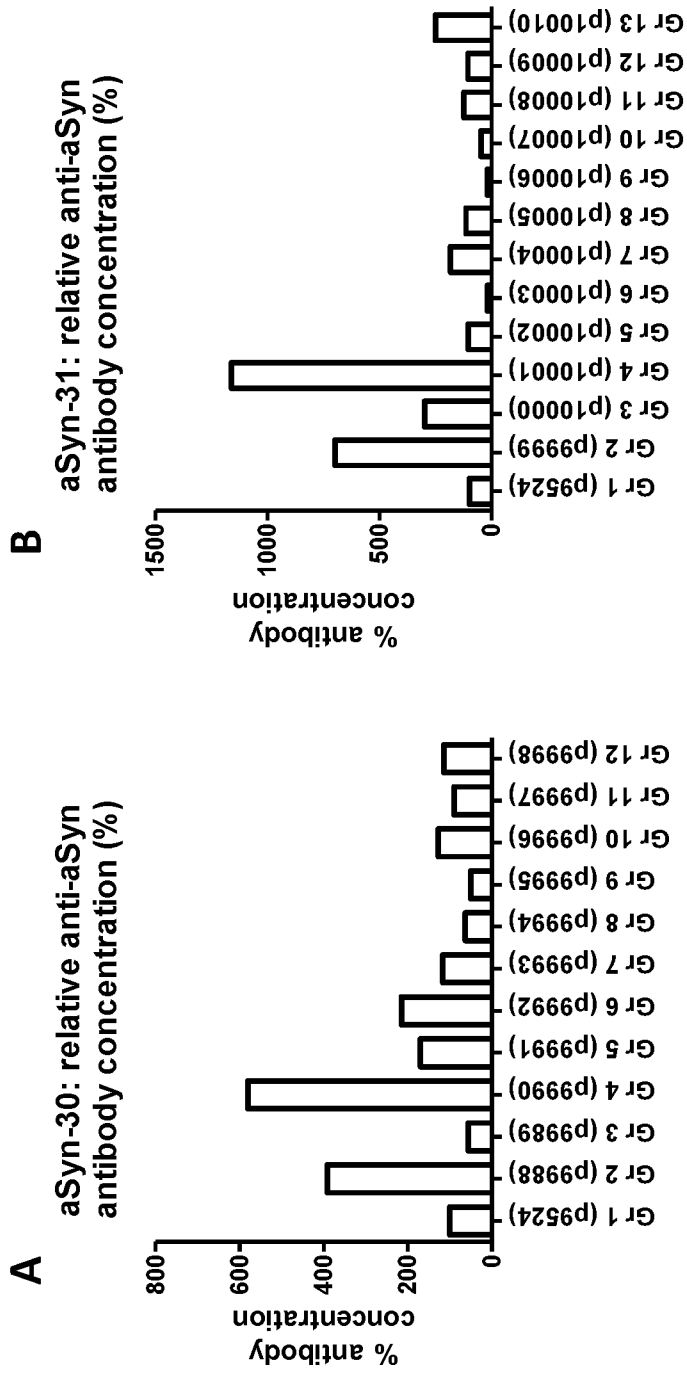 A
aSyn-30: relative anti-aSyn
antibody concentration (%)
% antibody
concentration
800
600
400
200
0
Gr 1 (p9524)
Gr 2 (p9988)
Gr 3 (p9989)
Gr 4 (p9990)
Gr 5 (p9991)
Gr 6 (p9992)
Gr 7 (p9993)
Gr 8 (p9994)
Gr 9 (p9995)
Gr 10 (p9996)
Gr 11 (p9997)
Gr 12 (p9998)
B
aSyn-31: relative anti-aSyn
antibody concentration (%)
% antibody
concentration
1500
1000
500
0
Gr 1 (p9524)
Gr 2 (p9999)
Gr 3 (p10000)
Gr 4 (p10001)
Gr 5 (p10002)
Gr 6 (p10003)
Gr 7 (p10004)
Gr 8 (p10005)
Gr 9 (p10006)
Gr 10 (p10007)
Gr 11 (p10008)
Gr 12 (p10009)
Gr 13 (p10010)